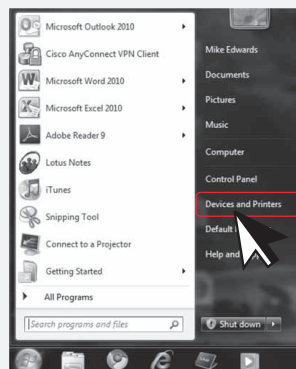 Microsoft Outlook 2010
Cisco AnyConnect VPN Client
Microsoft Word 2010
Microsoft Excel 2010
Adobe Reader 9
Lotus Notes
iTunes
Snipping Tool
Connect to a Projector
Getting Started
All Programs
Search programs and files
Mike Edwards
Documents
Pictures
Music
Computer
Control Panel
Devices and Printers
Default
Help and
Shut down